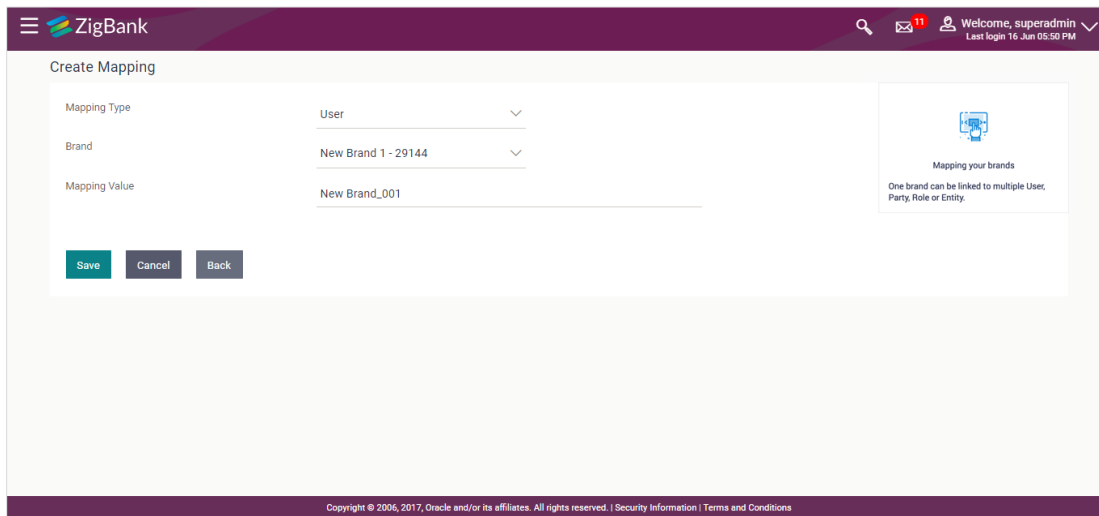 ZigBank
11
Welcome, superadmin
Last login 16 Jun 05:50 PM
Create Mapping
Mapping Type
User
Brand
New Brand 1 - 29144
Mapping Value
New Brand_001
Mapping your brands
One brand can be linked to multiple User,
Party, Role or Entity.
Save
Cancel
Back
Copyright © 2006, 2017, Oracle and/or its affiliates. All rights reserved. | Security Information | Terms and Conditions